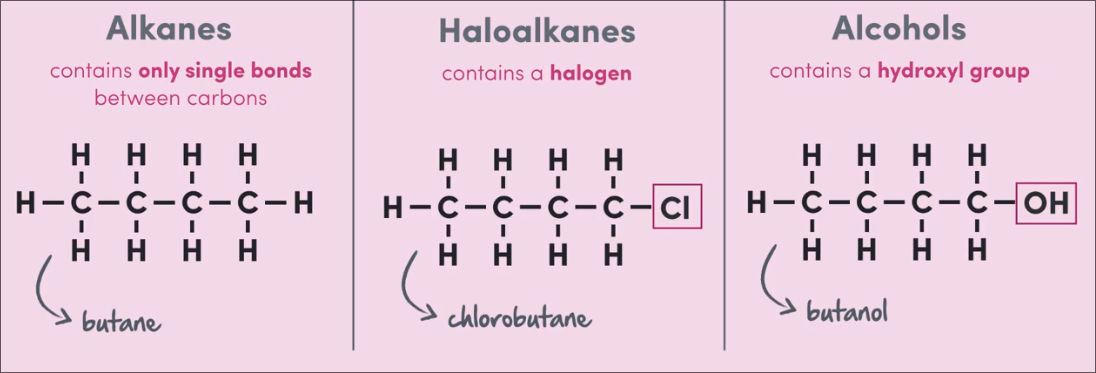 Alkanes
contains only single bonds
between carbons
H H H H
H – C – C – C – C – H
H H H H
butane
Haloalkanes
contains a halogen
H H H H
H – C – C – C – C – Cl
H H H H
chlorobutane
Alcohols
contains a hydroxyl group
H H H H
H – C – C – C – C – OH
H H H H
butanol